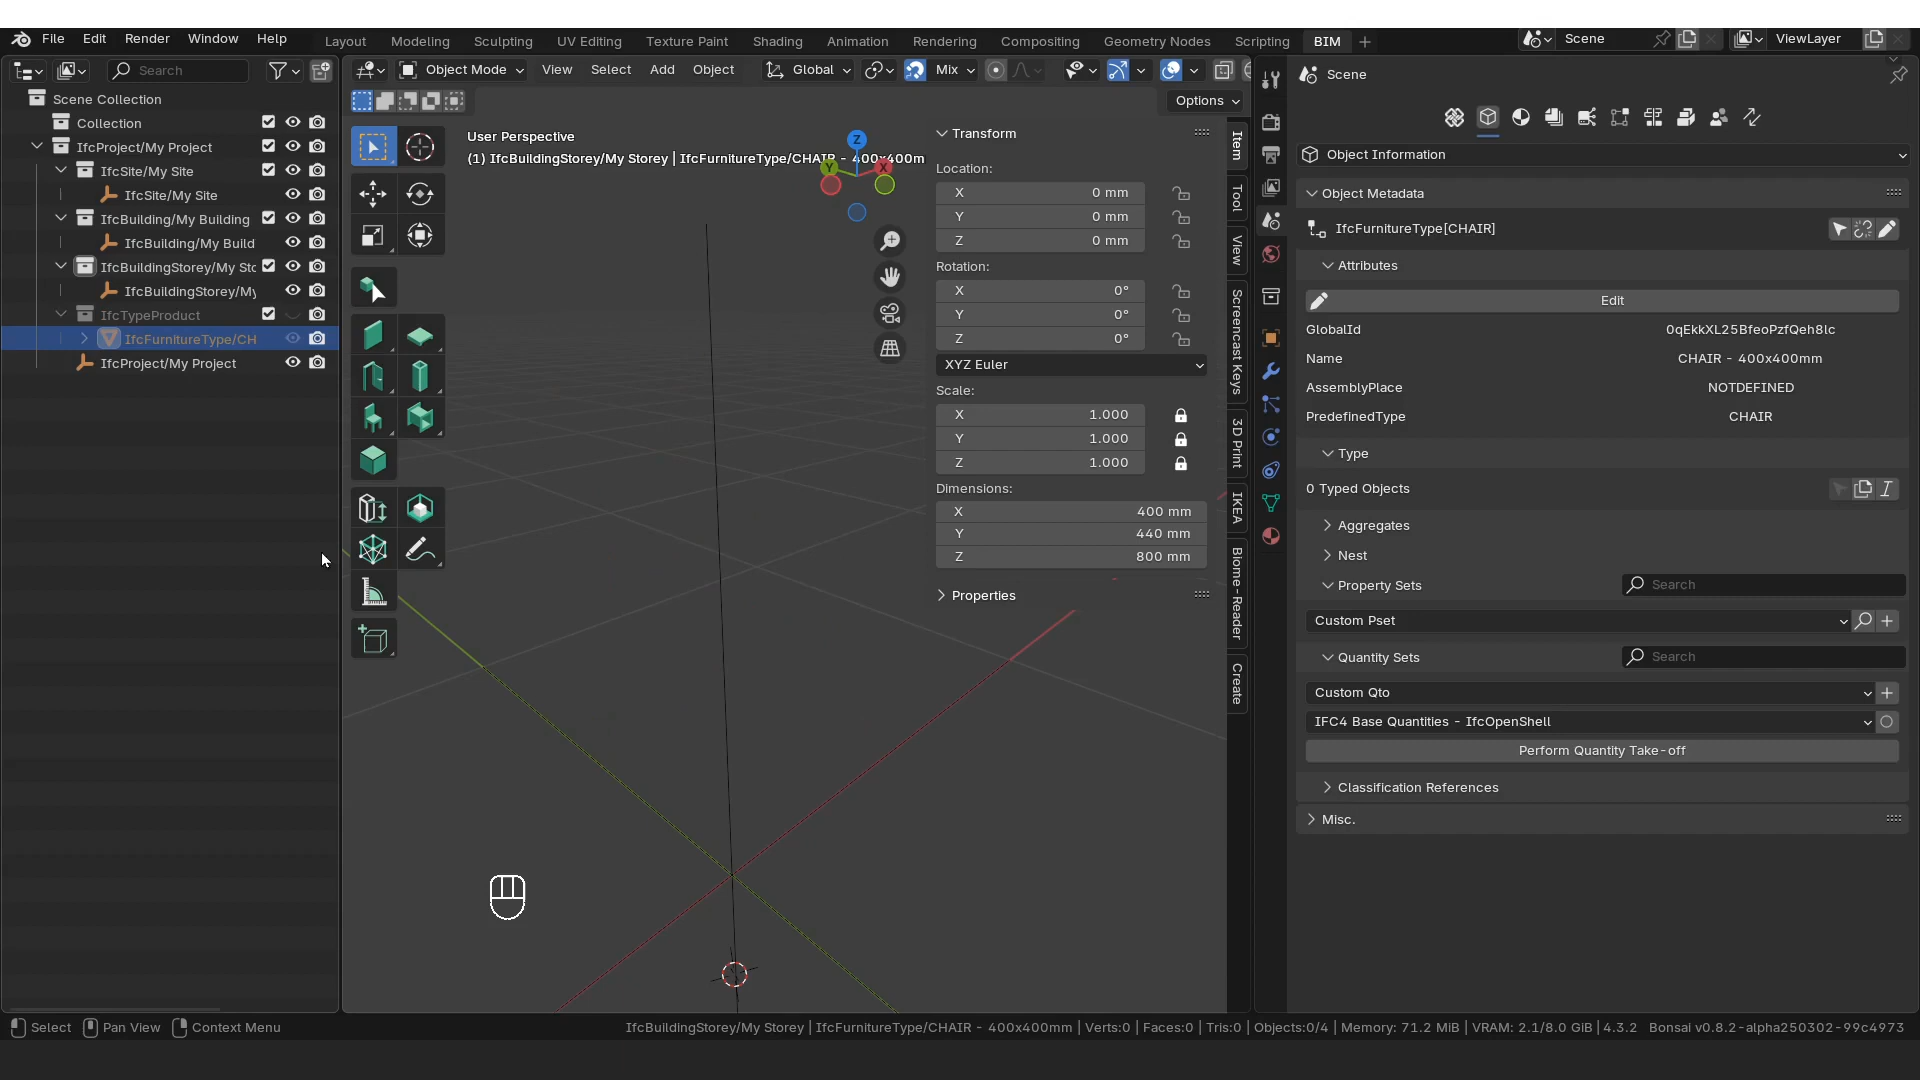 File Edit Render Window Help
Layout Modeling Sculpting UV Editing Texture Paint Shading Animation Rendering Compositing Geometry Nodes Scripting BIM
Scene
ViewLayer
Search
Scene Collection
Collection
IfcProject/My Project
IfcSite/My Site
IfcSite/My Site
IfcBuilding/My Building
IfcBuilding/My Build
IfcBuildingStorey/My Sto
IfcBuildingStorey/My
IfcTypeProduct
IfcFurnitureType/CH
IfcProject/My Project
Object Mode View Select Add Object Global Mix
Options
User Perspective
(1) IfcBuildingStorey/My Storey | IfcFurnitureType/CHAIR - 400x400m
Z
Y
X
Transform
Location:
X 0 mm
Y 0 mm
Z 0 mm
Rotation:
X 0°
Y 0°
Z 0°
XYZ Euler
Scale:
X 1.000
Y 1.000
Z 1.000
Dimensions:
X 400 mm
Y 440 mm
Z 800 mm
Properties
Item
Tool
View
Screencast Keys
3D Print
IKEA
Biome-Reader
Create
Scene
Object Information
Object Metadata
IfcFurnitureType[CHAIR]
Attributes
Edit
GlobalId 0qEkkXL25BfeoPzfQeh8lc
Name CHAIR - 400x400mm
AssemblyPlace NOTDEFINED
PredefinedType CHAIR
Type
0 Typed Objects
Aggregates
Nest
Property Sets Search
Custom Pset
Quantity Sets Search
Custom Qto
IFC4 Base Quantities - IfcOpenShell
Perform Quantity Take-off
Classification References
Misc.
Select Pan View Context Menu
IfcBuildingStorey/My Storey | IfcFurnitureType/CHAIR - 400x400mm | Verts:0 | Faces:0 | Tris:0 | Objects:0/4 | Memory: 71.2 MiB | VRAM: 2.1/8.0 GiB | 4.3.2 Bonsai v0.8.2-alpha250302-99c4973